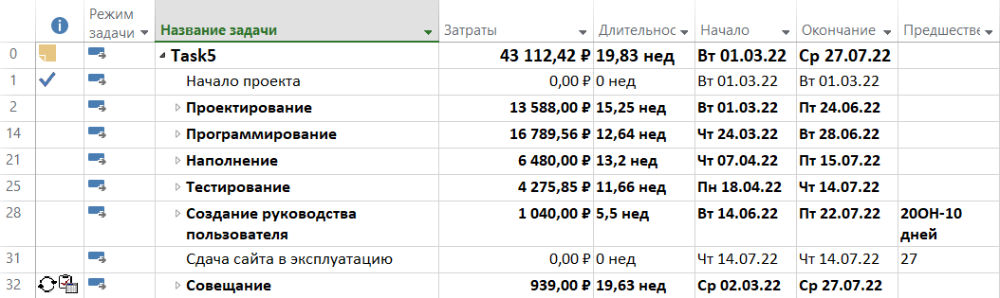 Режим задачи Название задачи Затраты Длительнос Начало Окончание Предшестве
0 Task5 43 112,42 ₽ 19,83 нед Вт 01.03.22 Ср 27.07.22
1 Начало проекта 0,00 ₽ 0 нед Вт 01.03.22 Вт 01.03.22
2 Проектирование 13 588,00 ₽ 15,25 нед Вт 01.03.22 Пт 24.06.22
14 Программирование 16 789,56 ₽ 12,64 нед Чт 24.03.22 Вт 28.06.22
21 Наполнение 6 480,00 ₽ 13,2 нед Чт 07.04.22 Пт 15.07.22
25 Тестирование 4 275,85 ₽ 11,66 нед Пн 18.04.22 Чт 14.07.22
28 Создание руководства 1 040,00 ₽ 5,5 нед Вт 14.06.22 Пт 22.07.22 20ОН-10
пользователя дней
31 Сдача сайта в эксплуатацию 0,00 ₽ 0 нед Чт 14.07.22 Чт 14.07.22 27
32 Совещание 939,00 ₽ 19,63 нед Ср 02.03.22 Ср 27.07.22